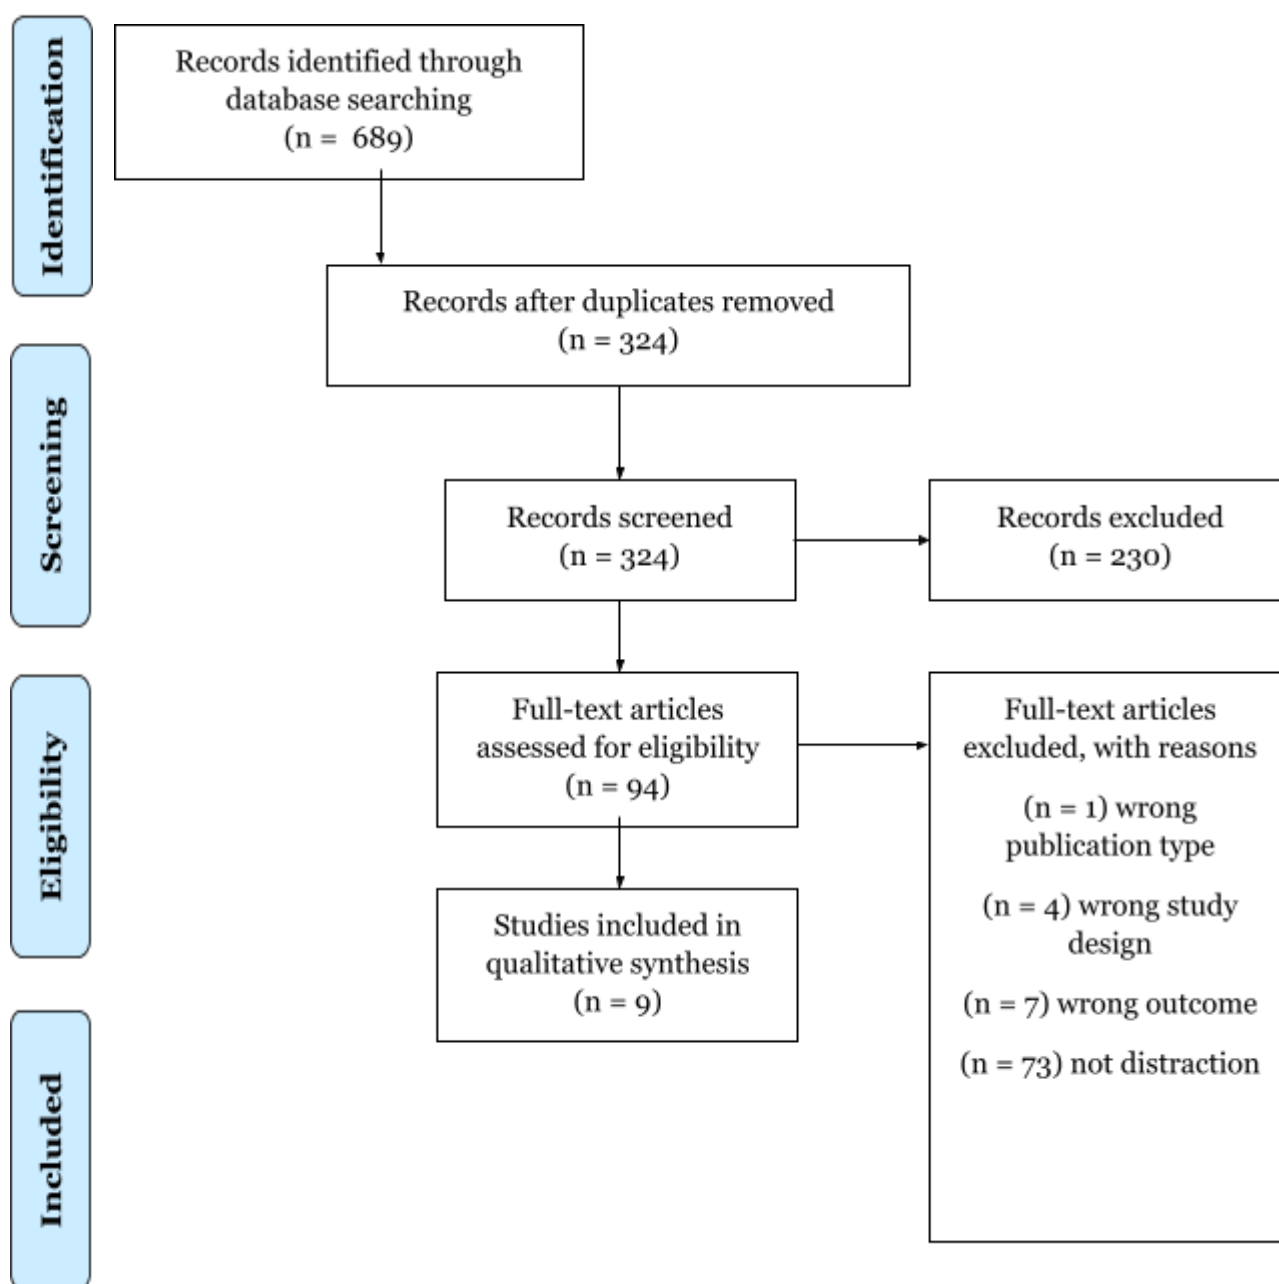 Identification
Records identified through
database searching
(n = 689)
Records after duplicates removed
(n = 324)
Screening
Records screened
(n = 324)
Records excluded
(n = 230)
Eligibility
Full-text articles
assessed for eligibility
(n = 94)
Full-text articles
excluded, with reasons
(n = 1) wrong
publication type
(n = 4) wrong study
design
(n = 7) wrong outcome
(n = 73) not distraction
Studies included in
qualitative synthesis
(n = 9)
Included